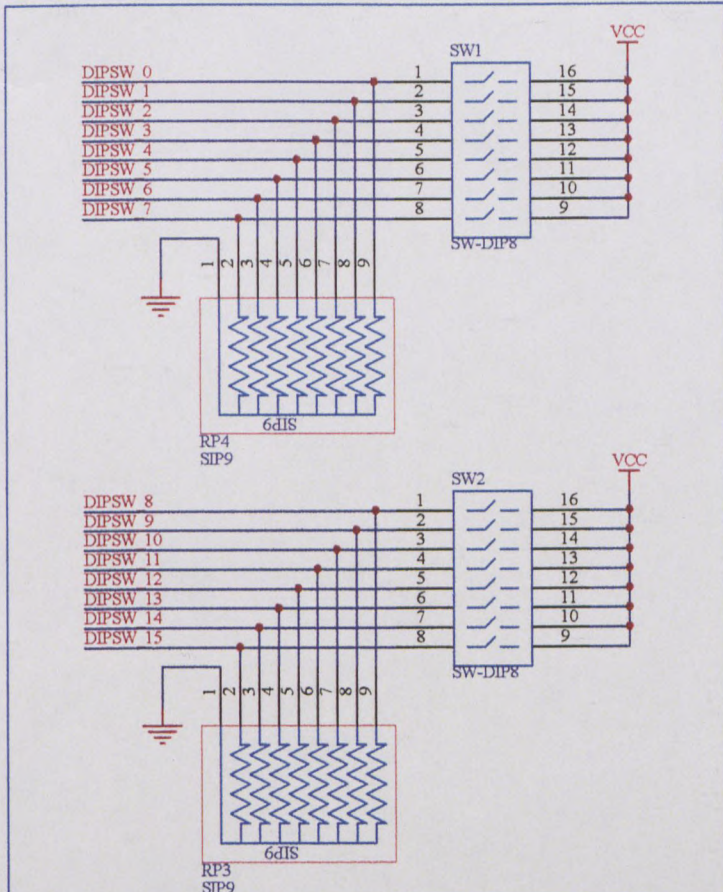 VCC
SW1
DIPSW 0 1 16
DIPSW 1 2 15
DIPSW 2 3 14
DIPSW 3 4 13
DIPSW 4 5 12
DIPSW 5 6 11
DIPSW 6 7 10
DIPSW 7 8 9
SW-DIP8
1 2 3 4 5 6 7 8 9
SIP9
RP4
SIP9
VCC
SW2
DIPSW 8 1 16
DIPSW 9 2 15
DIPSW 10 3 14
DIPSW 11 4 13
DIPSW 12 5 12
DIPSW 13 6 11
DIPSW 14 7 10
DIPSW 15 8 9
SW-DIP8
1 2 3 4 5 6 7 8 9
SIP9
RP3
SIP9